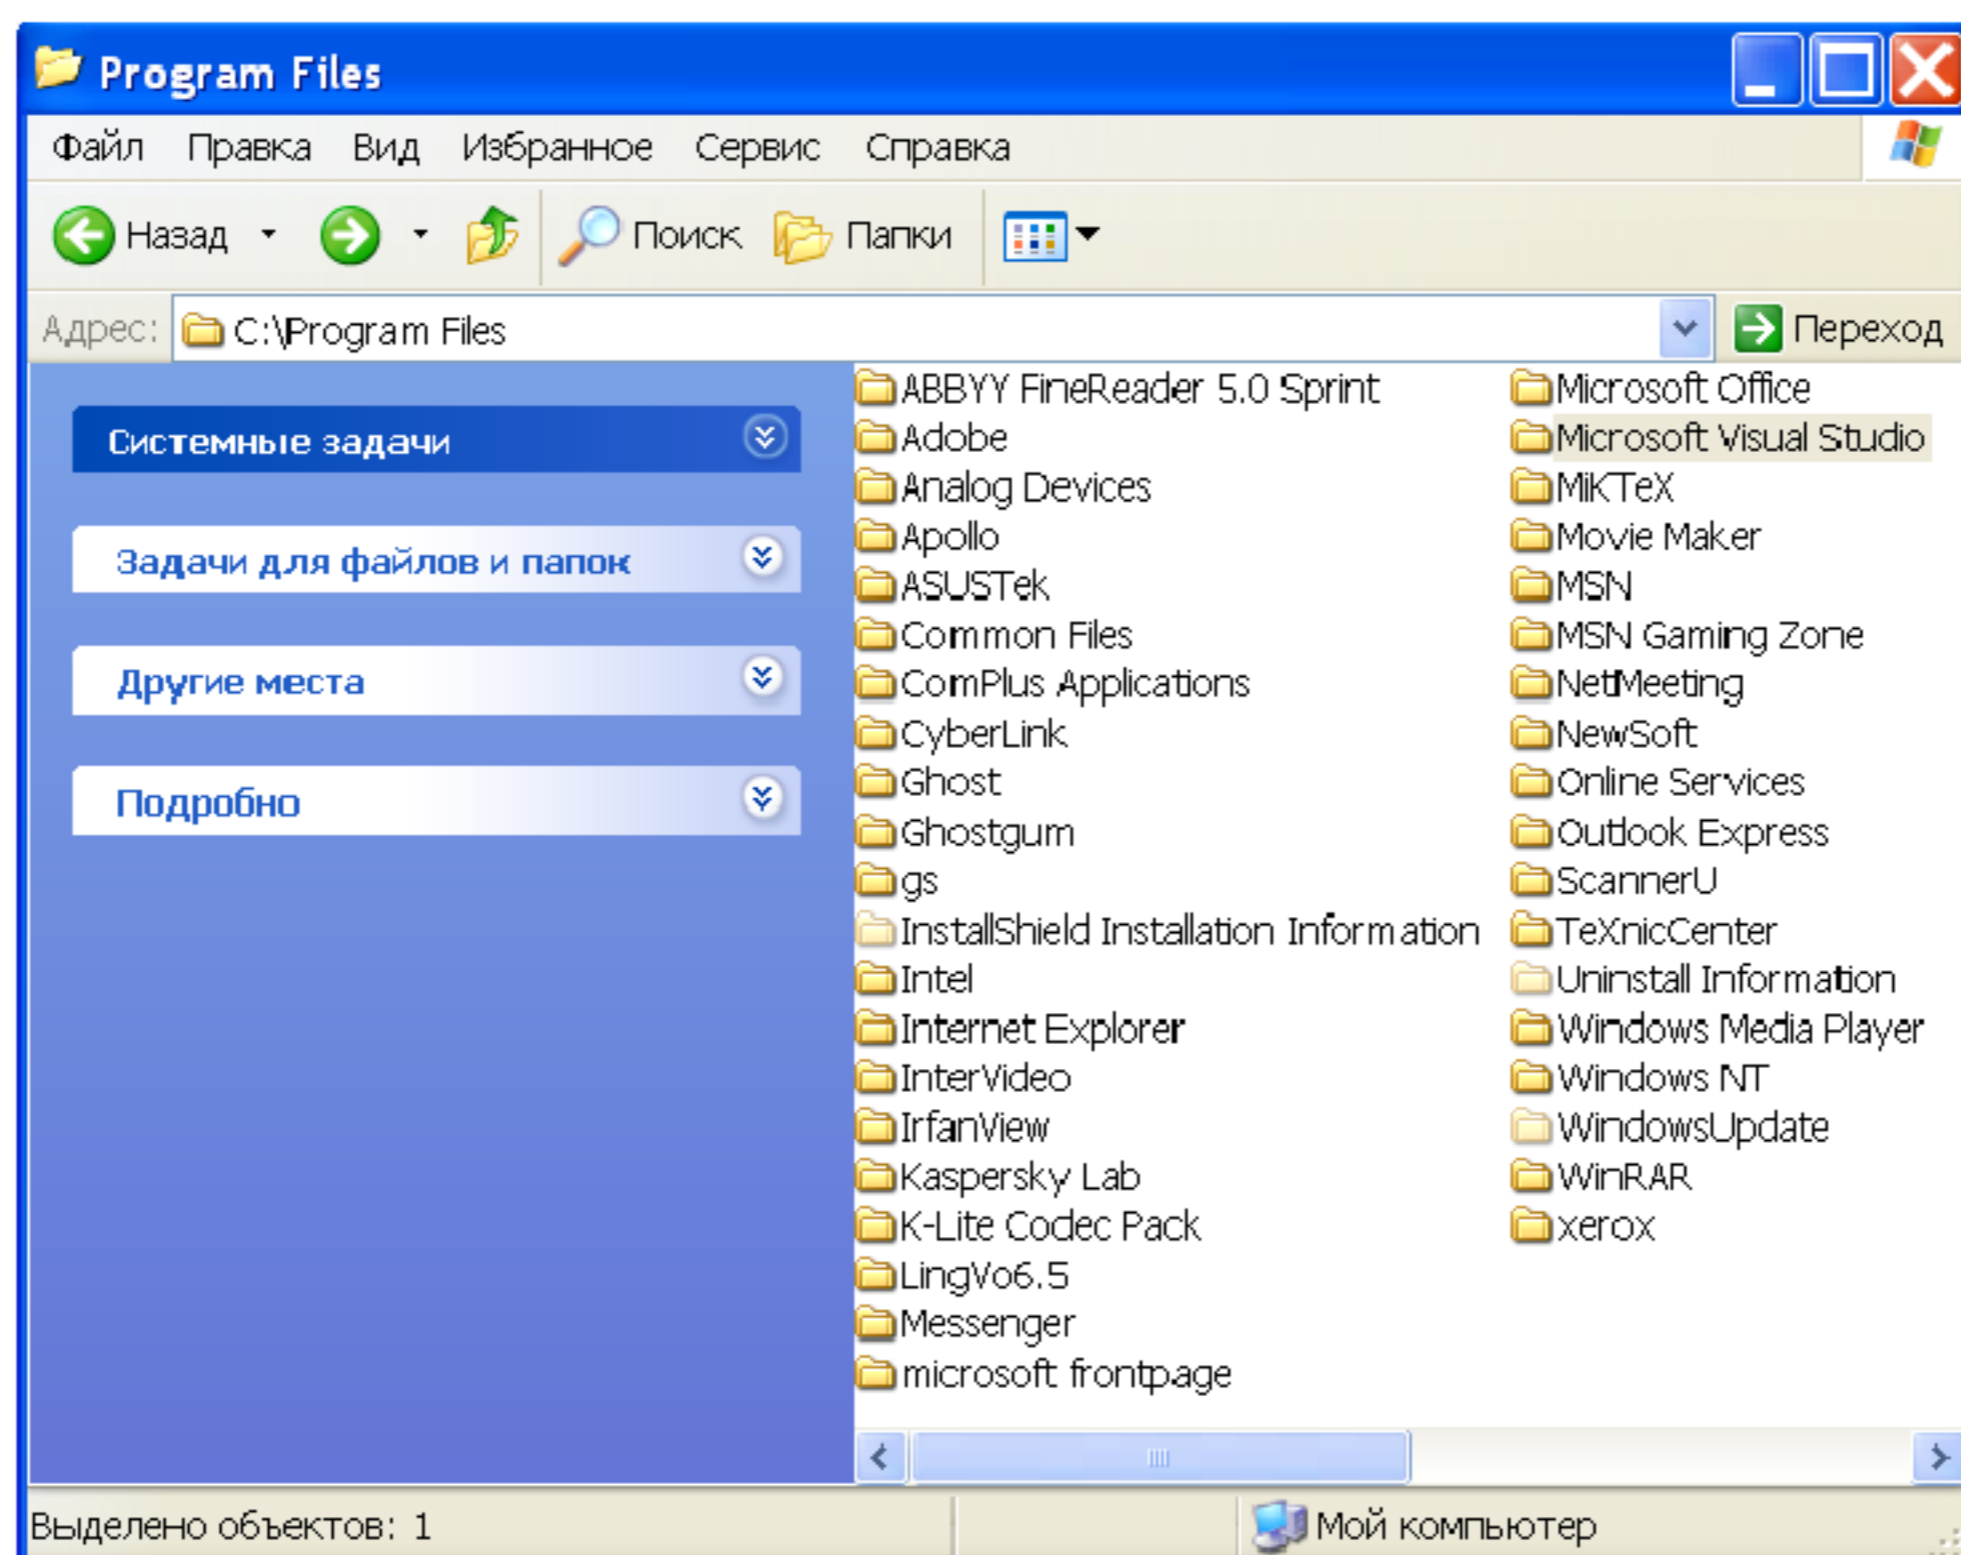 Program Files
Файл Правка Вид Избранное Сервис Справка
Назад Поиск Папки
Адрес: C:\Program Files Переход
Системные задачи
Задачи для файлов и папок
Другие места
Подробно
ABBYY FineReader 5.0 Sprint
Adobe
Analog Devices
Apollo
ASUSTek
Common Files
ComPlus Applications
CyberLink
Ghost
Ghostgum
gs
InstallShield Installation Information
Intel
Internet Explorer
InterVideo
IrfanView
Kaspersky Lab
K-Lite Codec Pack
LingVo6.5
Messenger
microsoft frontpage
Microsoft Office
Microsoft Visual Studio
MiKTeX
Movie Maker
MSN
MSN Gaming Zone
NetMeeting
NewSoft
Online Services
Outlook Express
ScannerU
TeXnicCenter
Uninstall Information
Windows Media Player
Windows NT
WindowsUpdate
WinRAR
xerox
Выделено объектов: 1 Мой компьютер